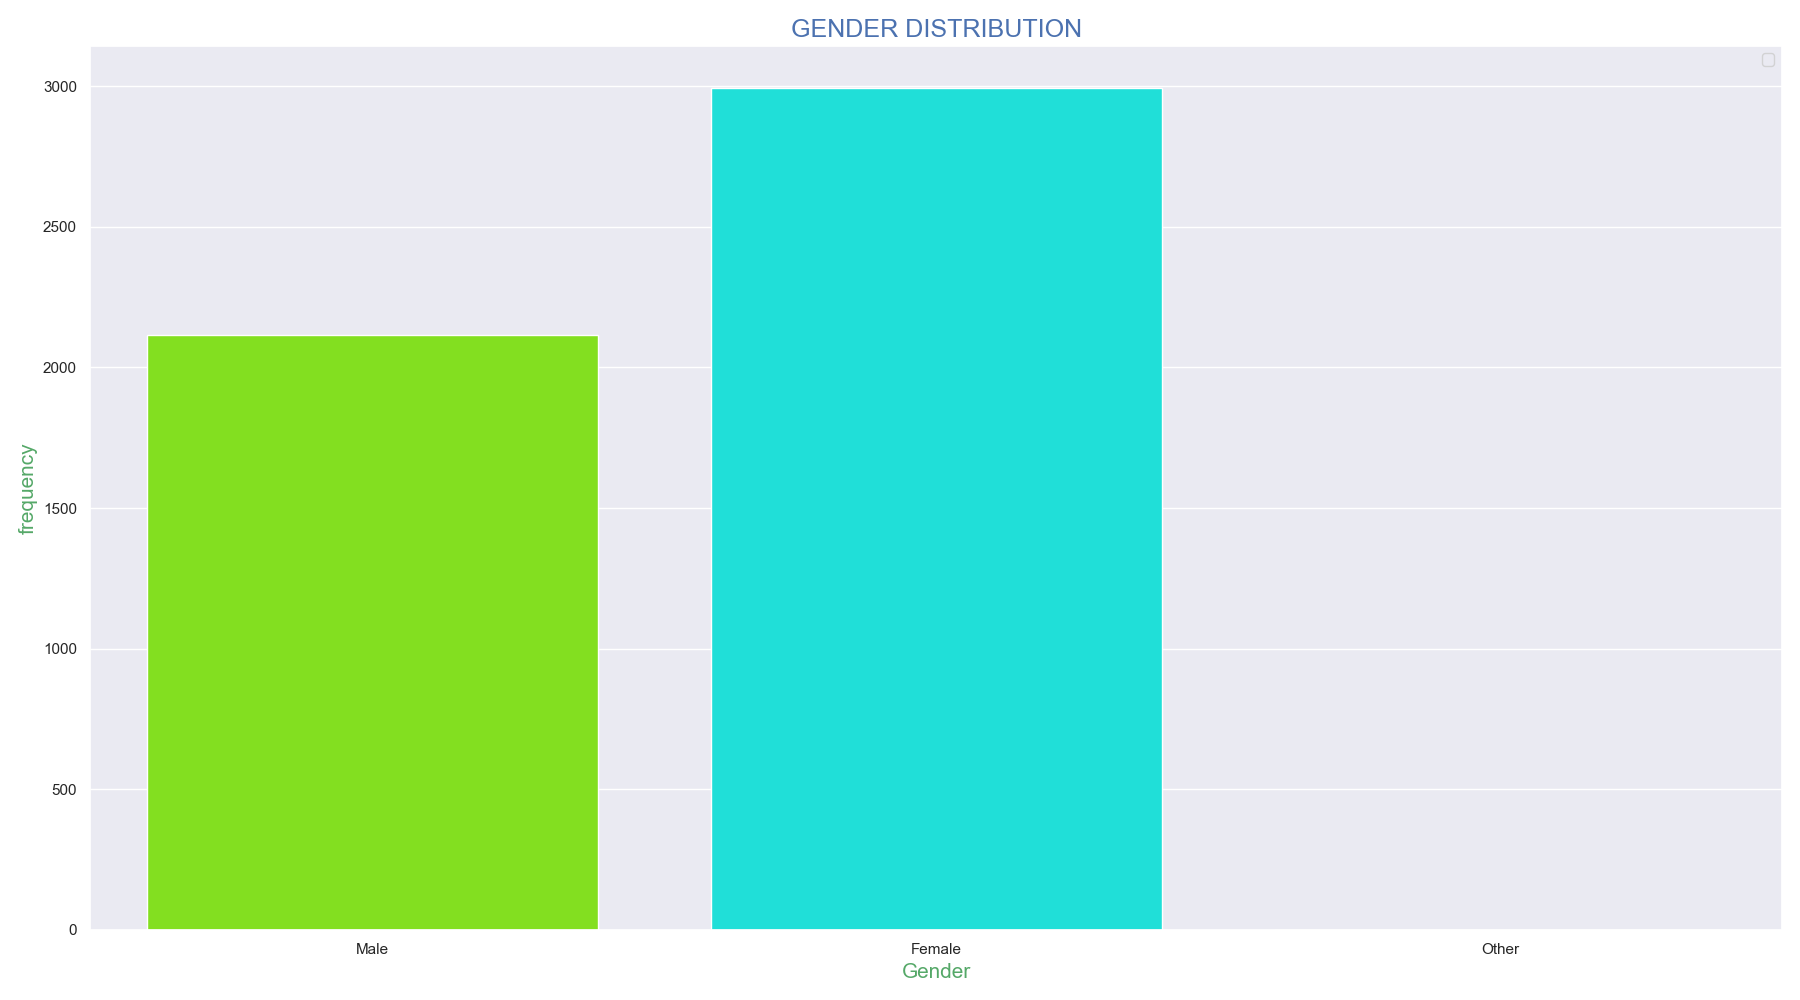 GENDER DISTRIBUTION
3000
2500
2000
1500
1000
500
0
frequency
Male
Female
Other
Gender